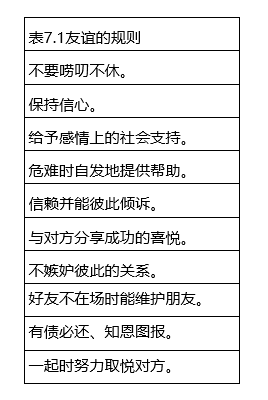 表7.1友谊的规则
不要唠叨不休。
保持信心。
给予感情上的社会支持。
危难时自发地提供帮助。
信赖并能彼此倾诉。
与对方分享成功的喜悦。
不嫉妒彼此的关系。
好友不在场时能维护朋友。
有债必还、知恩图报。
一起时努力取悦对方。